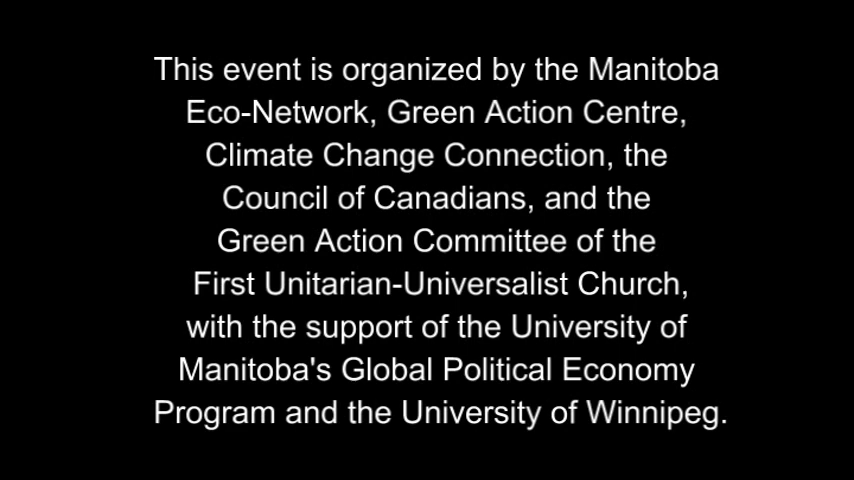 This event is organized by the Manitoba
Eco-Network, Green Action Centre,
Climate Change Connection, the
Council of Canadians, and the
Green Action Committee of the
First Unitarian-Universalist Church,
with the support of the University of
Manitoba's Global Political Economy
Program and the University of Winnipeg.